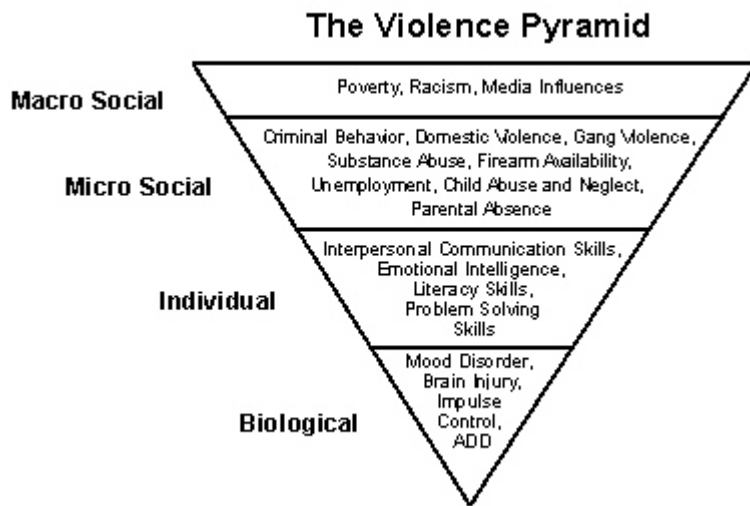 The Violence Pyramid
Macro Social
Poverty, Racism, Media Influences
Micro Social
Criminal Behavior, Domestic Violence, Gang Violence,
Substance Abuse, Firearm Availability,
Unemployment, Child Abuse and Neglect,
Parental Absence
Individual
Interpersonal Communication Skills,
Emotional Intelligence,
Literacy Skills,
Problem Solving
Skills
Biological
Mood Disorder,
Brain Injury,
Impulse
Control,
ADD